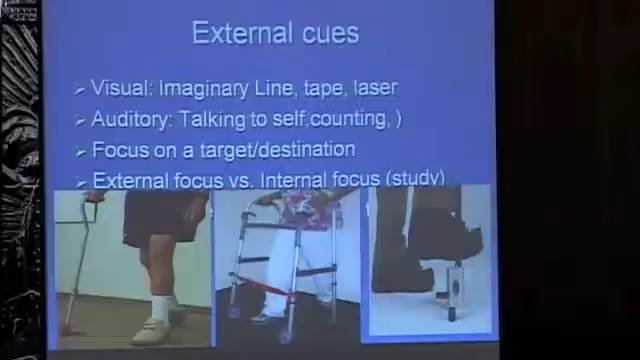 External cues
Visual: Imaginary Line, tape, laser
Auditory: Talking to self,counting, )
Focus on a target/destination
External focus vs. Internal focus (study)